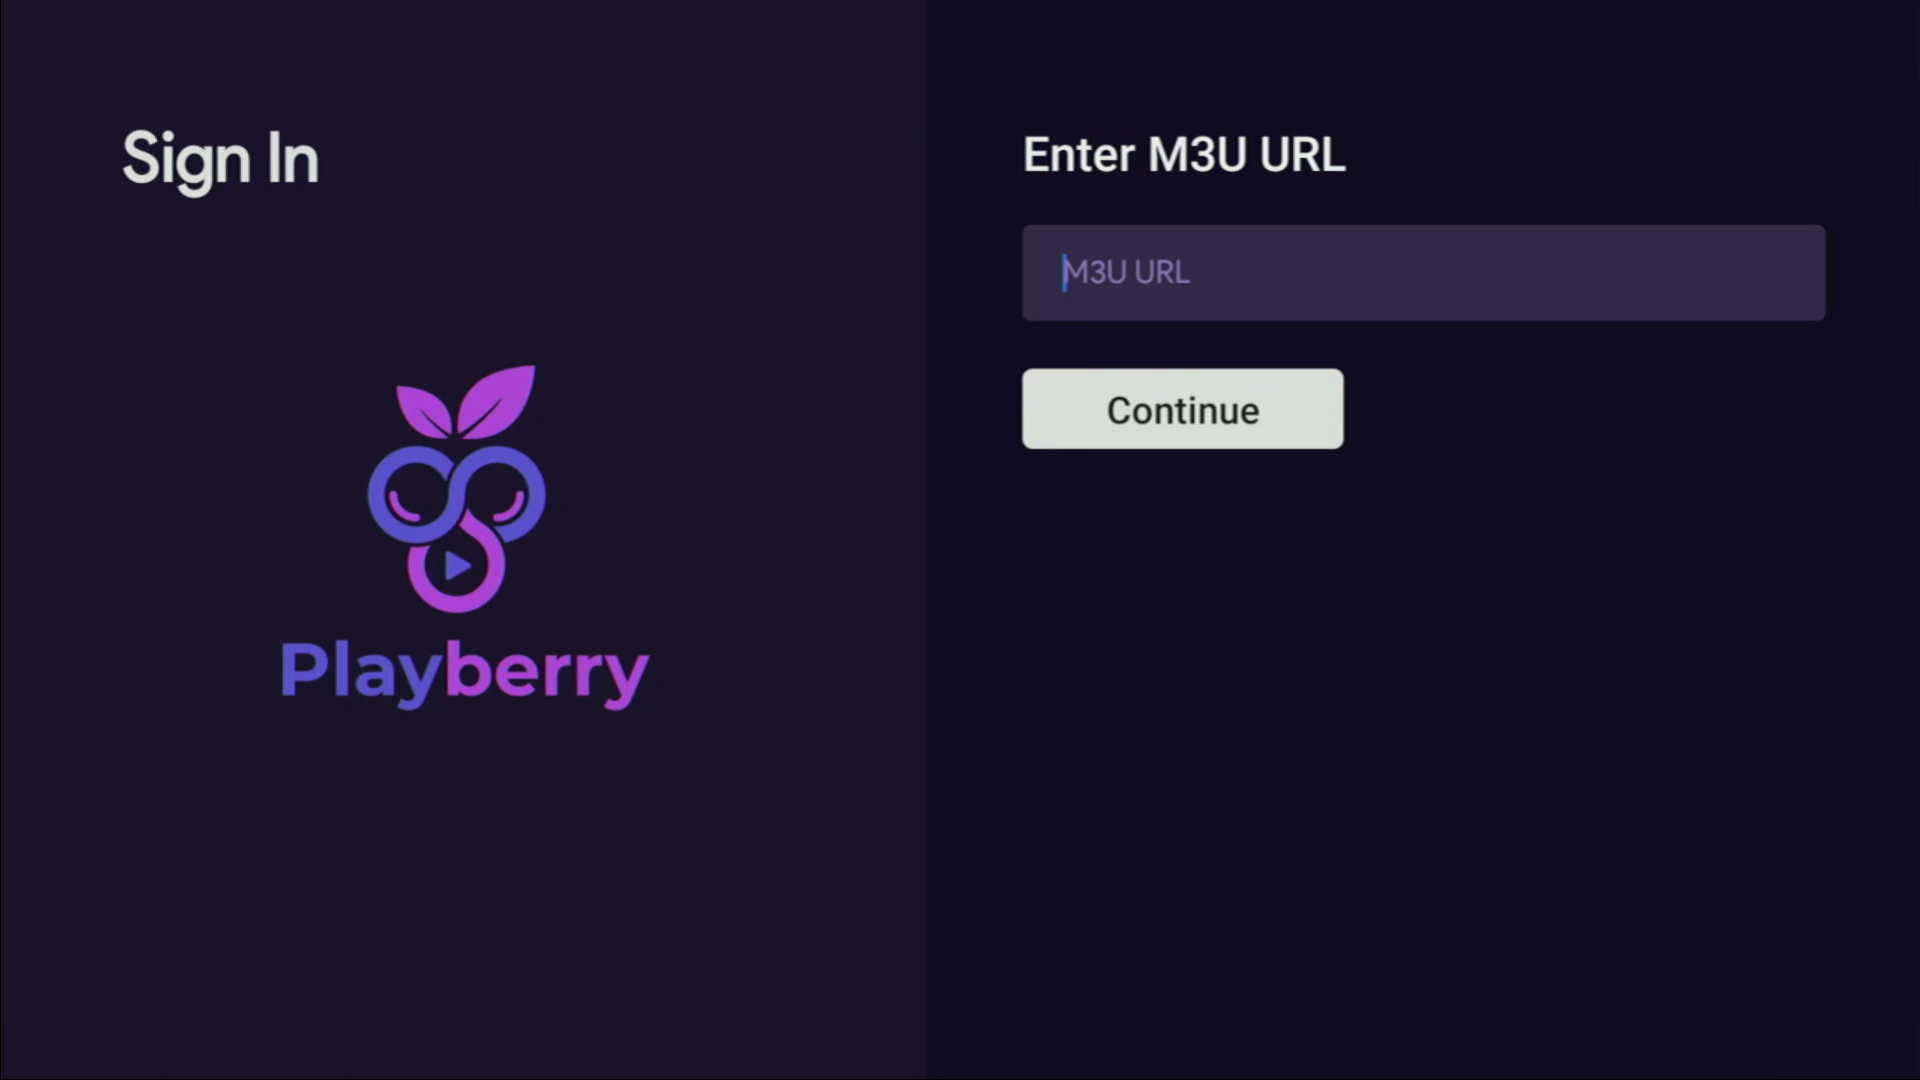 Sign In
Enter M3U URL
M3U URL
Continue
Playberry